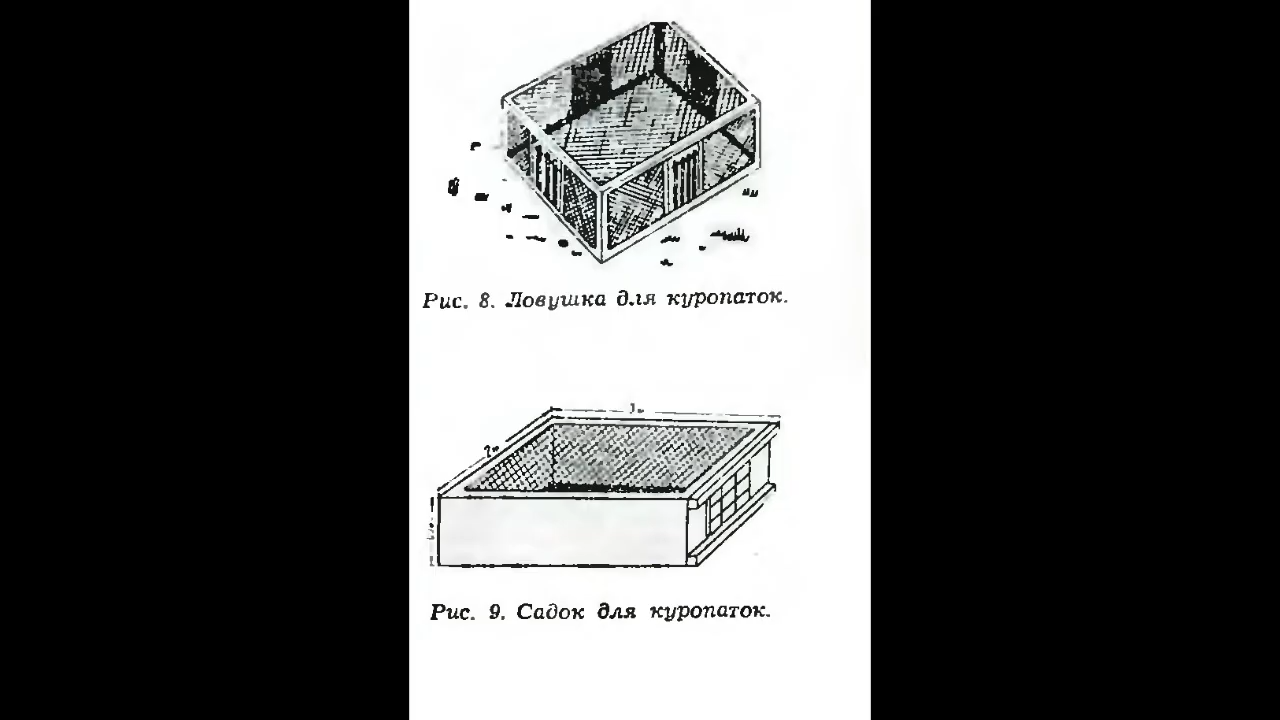 Рис. 8. Ловушка для куропаток.
Рис. 9. Садок для куропаток.